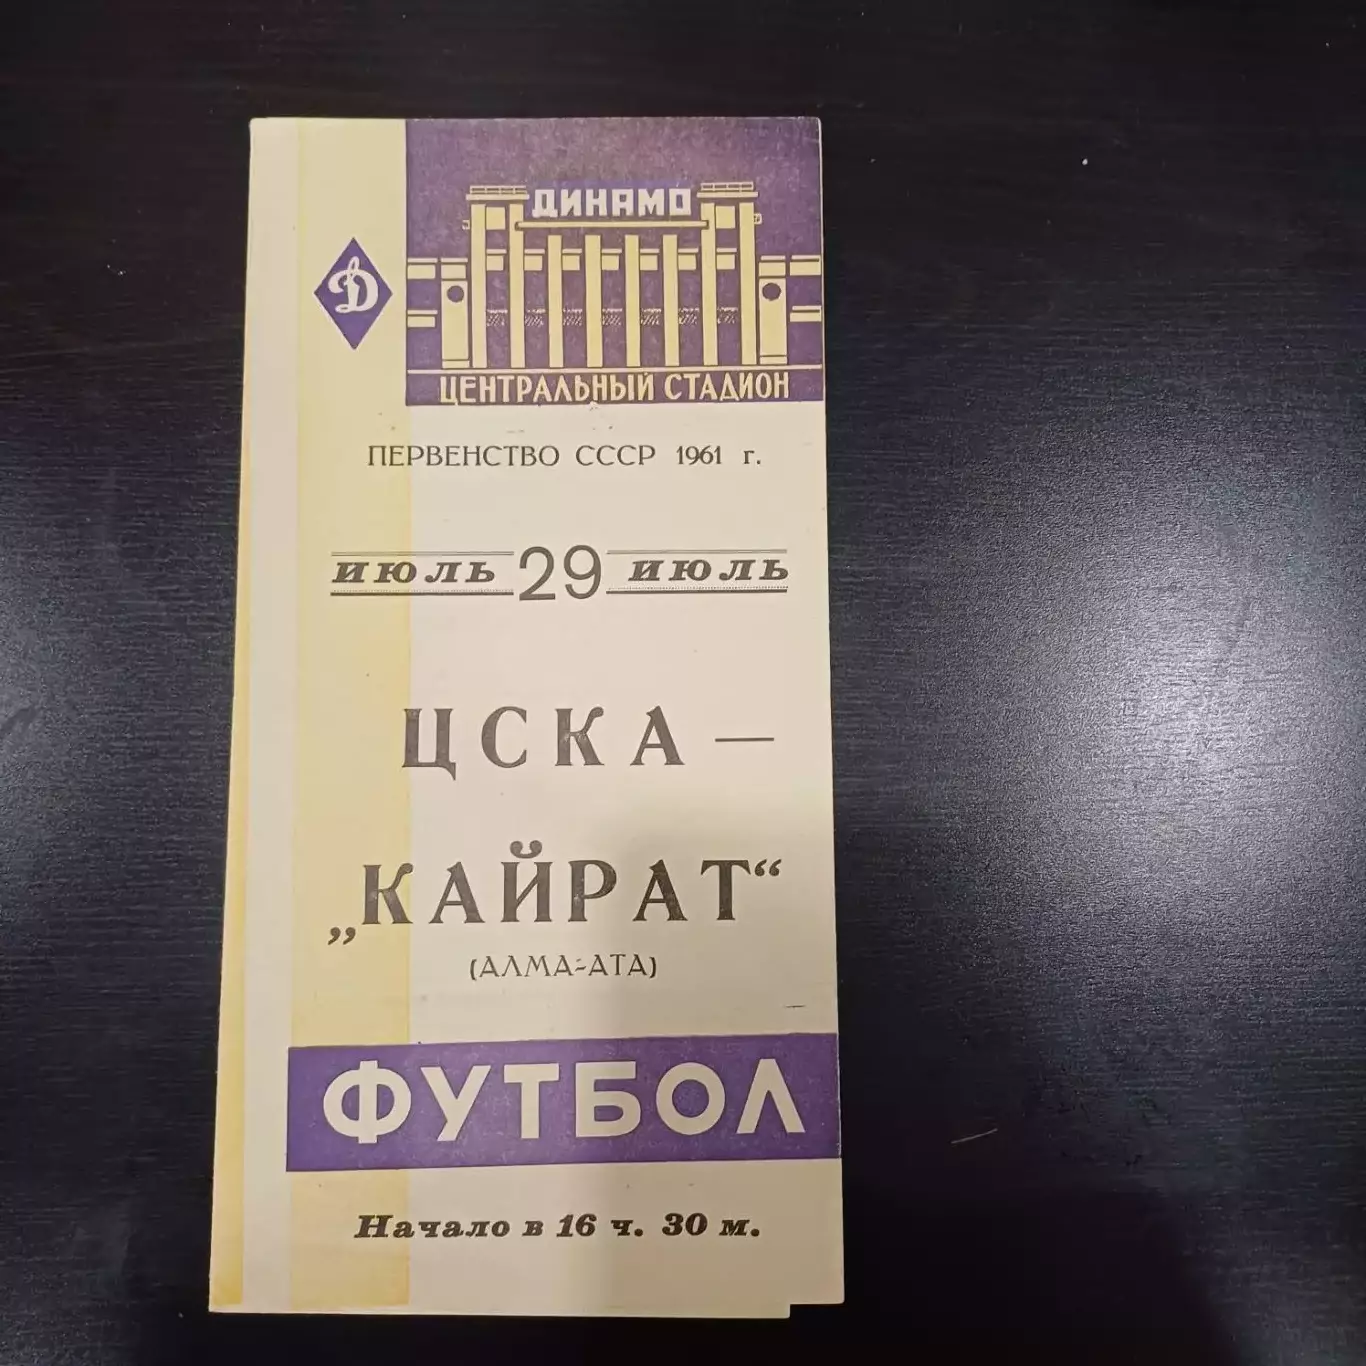 ДИНАМО
Д
ЦЕНТРАЛЬНЫЙ СТАДИОН
ПЕРВЕНСТВО СССР 1961 г.
июль 29 июль
ЦСКА —
„КАЙРАТ“
(АЛМА-АТА)
ФУТБОЛ
Начало в 16 ч. 30 м.